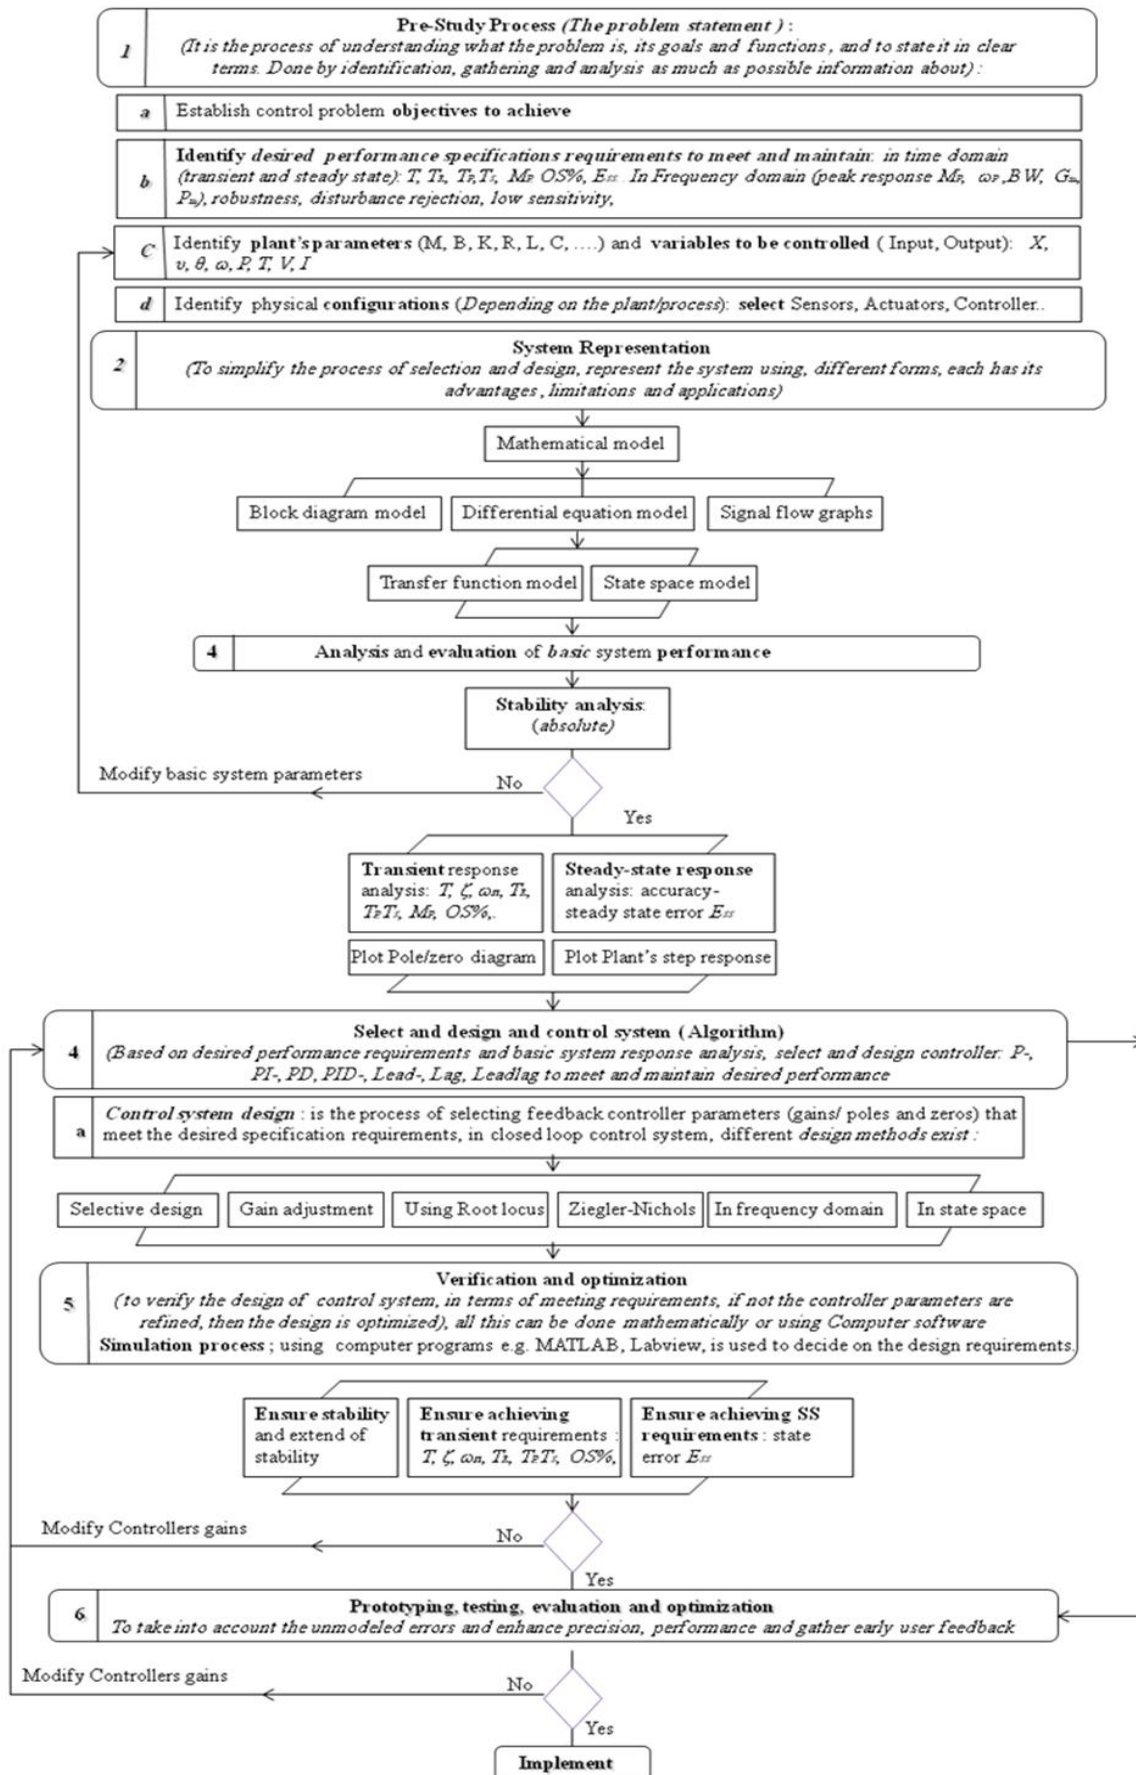 Pre-Study Process (The problem statement ) :
1
(It is the process of understanding what the problem is, its goals and functions , and to state it in clear
terms. Done by identification, gathering and analysis as much as possible information about) :
a
Establish control problem objectives to achieve
b
Identify desired performance specifications requirements to meet and maintain: in time domain
(transient and steady state): T, TR, TP,TS, MP OS%, ESS. In Frequency domain (peak response MP, ωP ,BW, Gm,
Pm), robustness, disturbance rejection, low sensitivity,
C
Identify plant's parameters (M, B, K, R, L, C, ....) and variables to be controlled ( Input, Output): X,
υ, θ, ω, P, T, V, I
d
Identify physical configurations (Depending on the plant/process): select Sensors, Actuators, Controller..
System Representation
2
(To simplify the process of selection and design, represent the system using, different forms, each has its
advantages , limitations and applications)
Mathematical model
Block diagram model
Differential equation model
Signal flow graphs
Transfer function model
State space model
4
Analysis and evaluation of basic system performance
Stability analysis:
(absolute)
Modify basic system parameters
No
Yes
Transient response
analysis: T, ζ, ωn, TR,
TPTS, MP, OS%,.
Steady-state response
analysis: accuracy-
steady state error ESS
Plot Pole/zero diagram
Plot Plant's step response
Select and design and control system (Algorithm)
4
(Based on desired performance requirements and basic system response analysis, select and design controller: P-,
PI-, PD, PID-, Lead-, Lag, Leadlag to meet and maintain desired performance
a
Control system design : is the process of selecting feedback controller parameters (gains/ poles and zeros) that
meet the desired specification requirements, in closed loop control system, different design methods exist :
Selective design
Gain adjustment
Using Root locus
Ziegler-Nichols
In frequency domain
In state space
Verification and optimization
5
(to verify the design of control system, in terms of meeting requirements, if not the controller parameters are
refined, then the design is optimized), all this can be done mathematically or using Computer software
Simulation process ; using computer programs e.g. MATLAB, Labview, is used to decide on the design requirements.
Ensure stability
and extend of
stability
Ensure achieving
transient requirements :
T, ζ, ωn, TR, TPTS, OS%,
Ensure achieving SS
requirements : state
error ESS
Modify Controllers gains
No
Yes
6
Prototyping, testing, evaluation and optimization
To take into account the unmodeled errors and enhance precision, performance and gather early user feedback
Modify Controllers gains
No
Yes
Implement